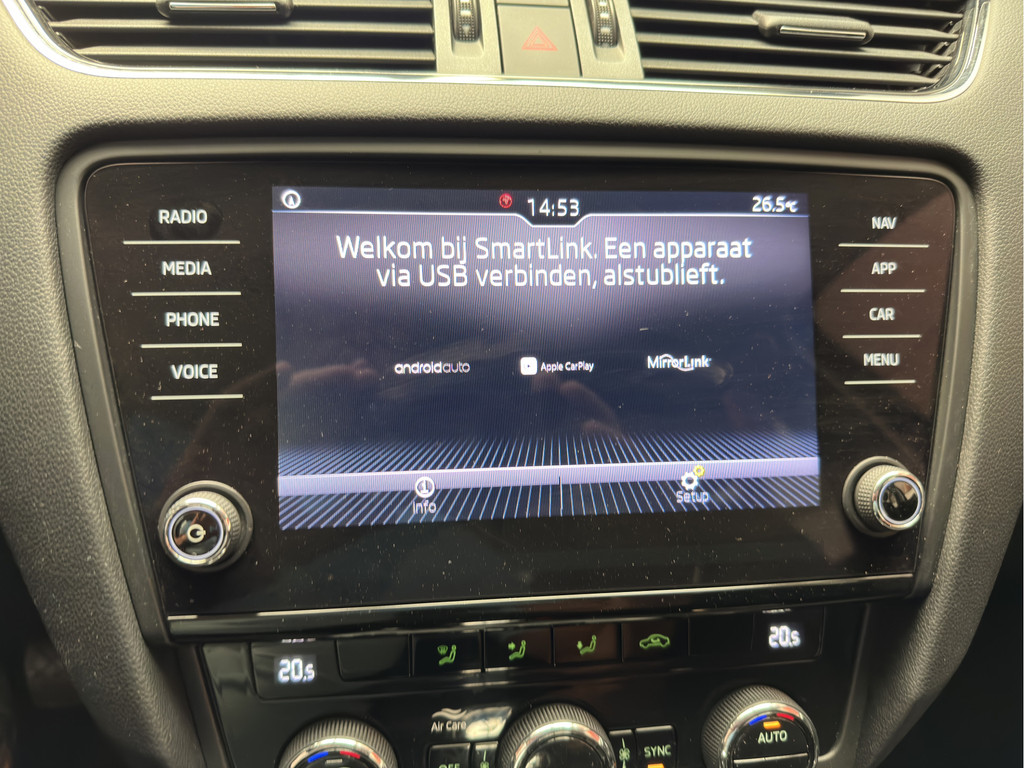 14:53
26.5°C
RADIO
MEDIA
PHONE
VOICE
Welkom bij SmartLink. Een apparaat
via USB verbinden, alstublieft.
androidauto
Apple CarPlay
MirrorLink
Info
Setup
NAV
APP
CAR
MENU
20.5
20.5
Air Care
OFF
SYNC
AUTO